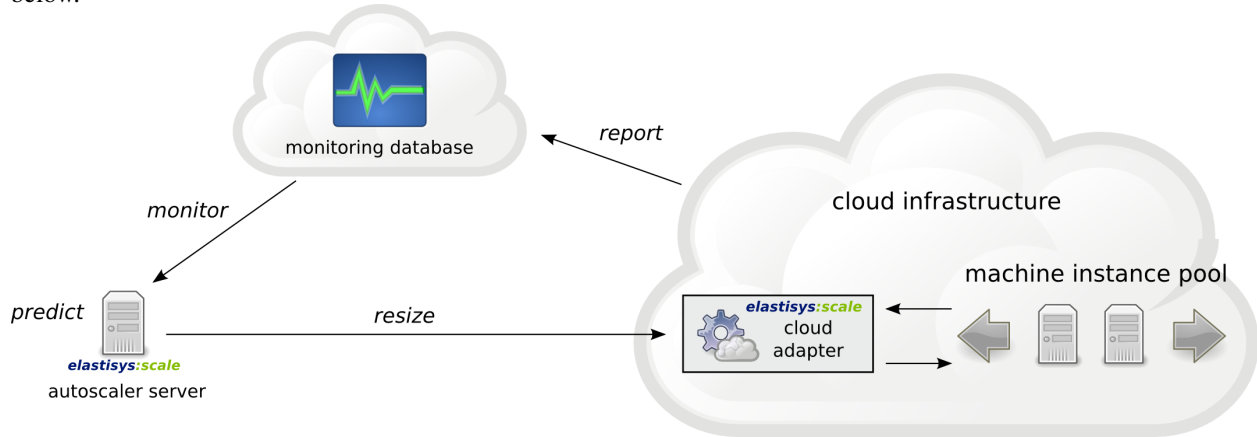 below.
report
monitoring database
cloud infrastructure
monitor
machine instance pool
predict
resize
elastisys:scale
cloud
adapter
elastisys:scale
autoscaler server